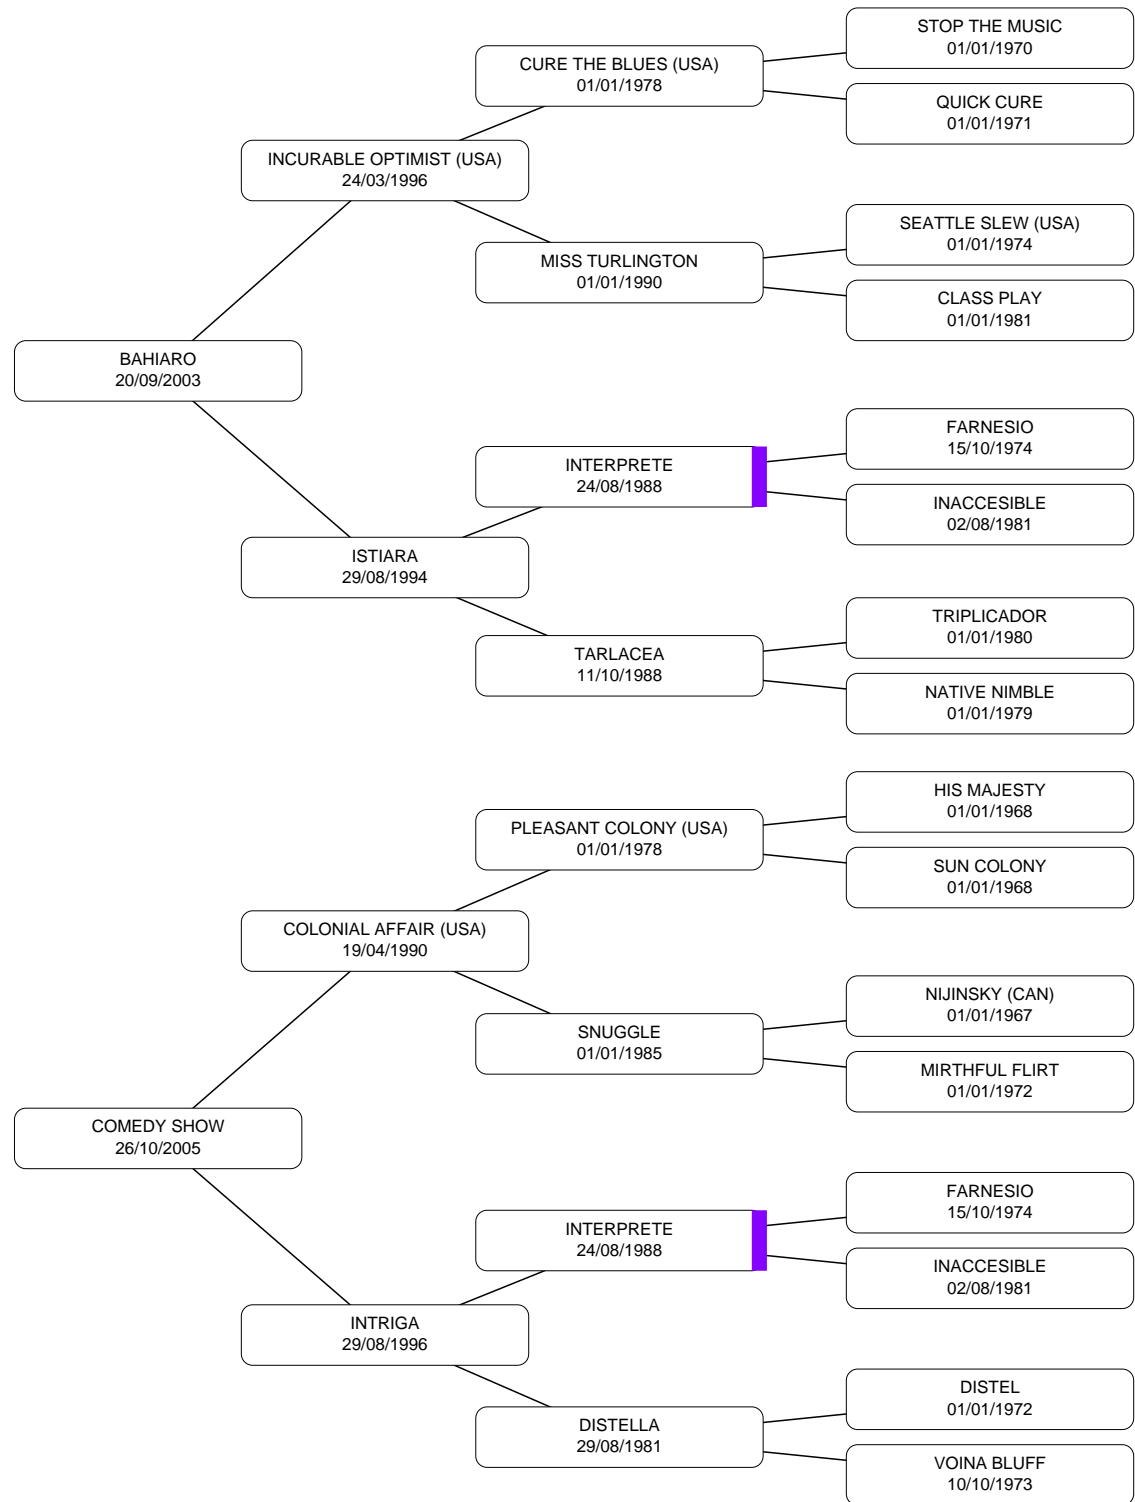 STOP THE MUSIC
01/01/1970
CURE THE BLUES (USA)
01/01/1978
QUICK CURE
01/01/1971
INCURABLE OPTIMIST (USA)
24/03/1996
SEATTLE SLEW (USA)
01/01/1974
MISS TURLINGTON
01/01/1990
CLASS PLAY
01/01/1981
BAHIARO
20/09/2003
FARNESIO
15/10/1974
INTERPRETE
24/08/1988
INACCESIBLE
02/08/1981
ISTIARA
29/08/1994
TRIPLICADOR
01/01/1980
TARLACEA
11/10/1988
NATIVE NIMBLE
01/01/1979
HIS MAJESTY
01/01/1968
PLEASANT COLONY (USA)
01/01/1978
SUN COLONY
01/01/1968
COLONIAL AFFAIR (USA)
19/04/1990
NIJINSKY (CAN)
01/01/1967
SNUGGLE
01/01/1985
MIRTHFUL FLIRT
01/01/1972
COMEDY SHOW
26/10/2005
FARNESIO
15/10/1974
INTERPRETE
24/08/1988
INACCESIBLE
02/08/1981
INTRIGA
29/08/1996
DISTEL
01/01/1972
DISTELLA
29/08/1981
VOINA BLUFF
10/10/1973